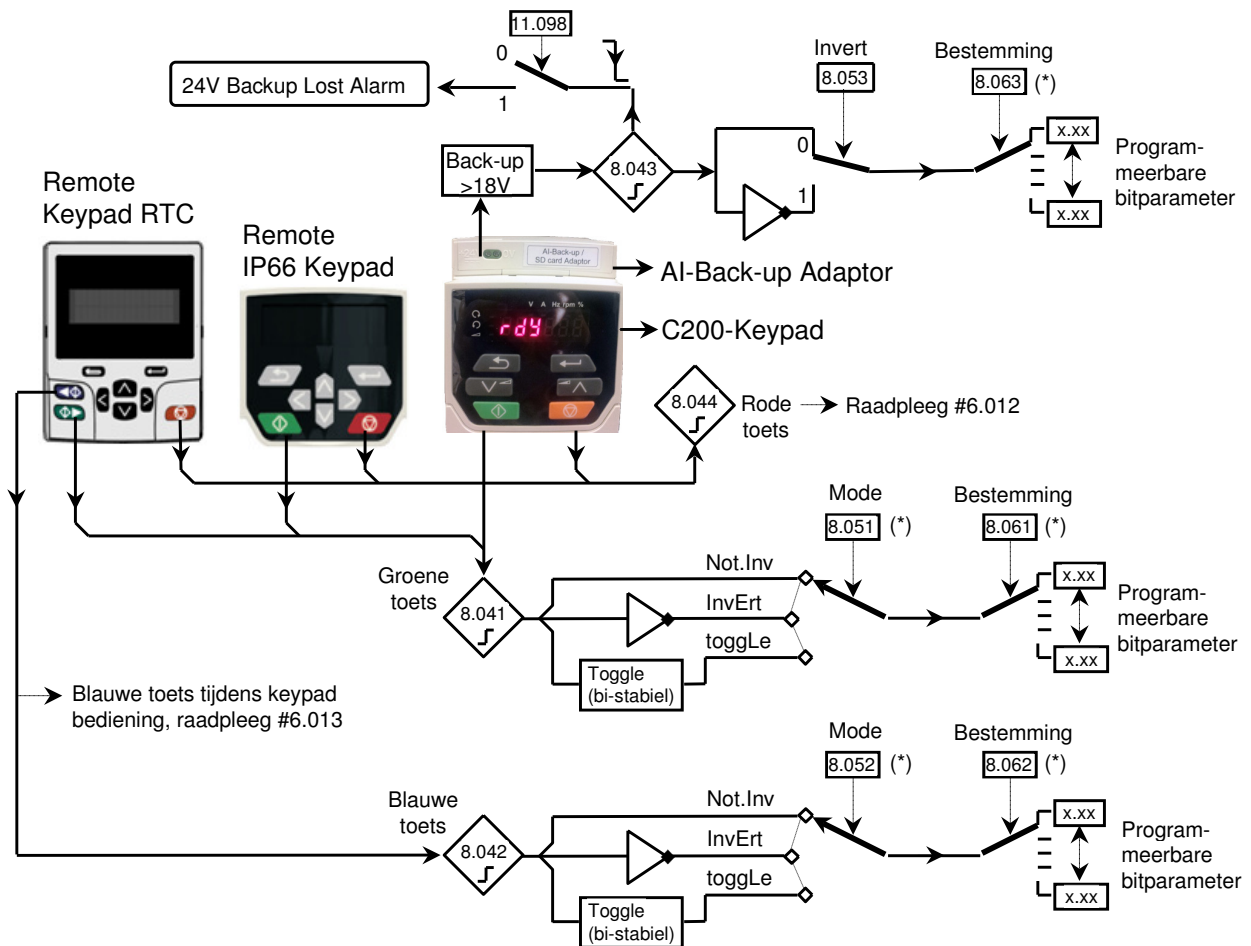 11.098
0
1
24V Backup Lost Alarm
Invert
8.053
Bestemming
8.063 (*)
x.xx
x.xx
Program-
meerbare
bitparameter
Back-up
>18V
8.043
0
1
Remote
Keypad RTC
Remote
IP66 Keypad
AI-Back-up /
SD card Adaptor
AI-Back-up Adaptor
V A Hz rpm %
rdy
C200-Keypad
8.044
Rode
toets
Raadpleeg #6.012
Mode
8.051 (*)
Bestemming
8.061 (*)
Groene
toets
8.041
Not.Inv
InvErt
toggLe
Toggle
(bi-stabiel)
x.xx
x.xx
Program-
meerbare
bitparameter
Blauwe toets tijdens keypad
bediening, raadpleeg #6.013
Mode
8.052 (*)
Bestemming
8.062 (*)
Blauwe
toets
8.042
Not.Inv
InvErt
toggLe
Toggle
(bi-stabiel)
x.xx
x.xx
Program-
meerbare
bitparameter